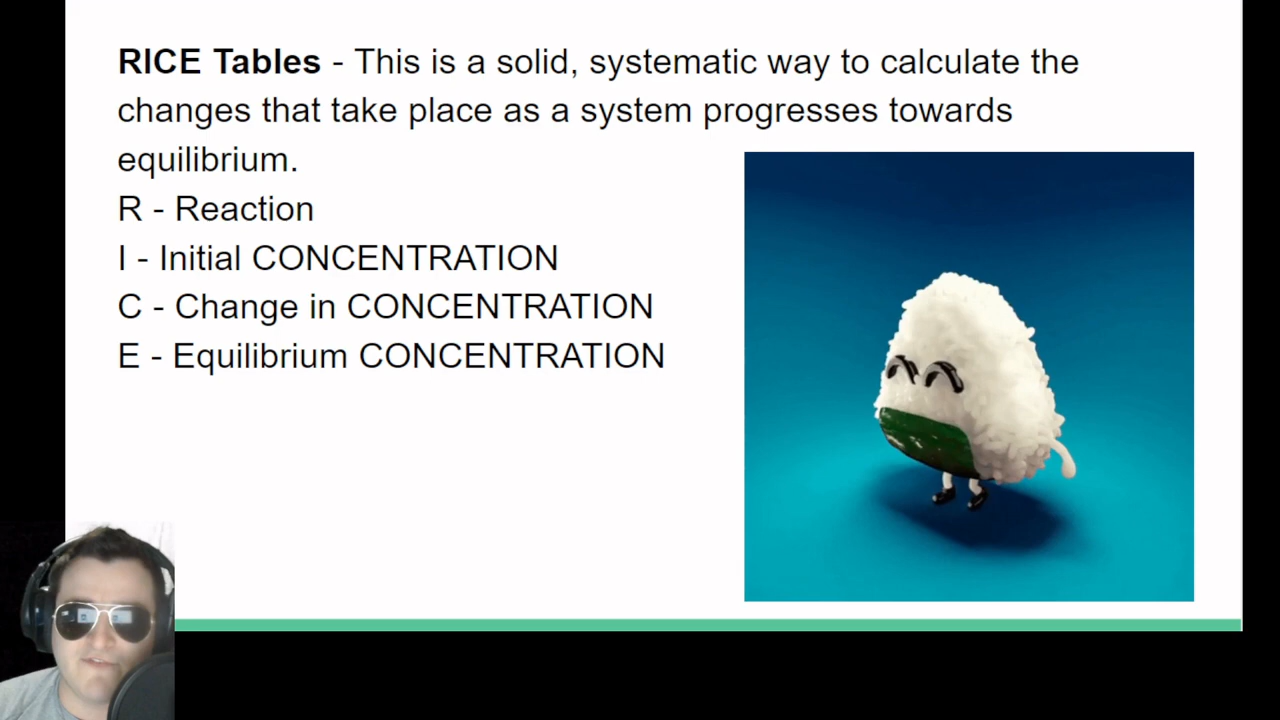 RICE Tables - This is a solid, systematic way to calculate the
changes that take place as a system progresses towards
equilibrium.
R - Reaction
I - Initial CONCENTRATION
C - Change in CONCENTRATION
E - Equilibrium CONCENTRATION